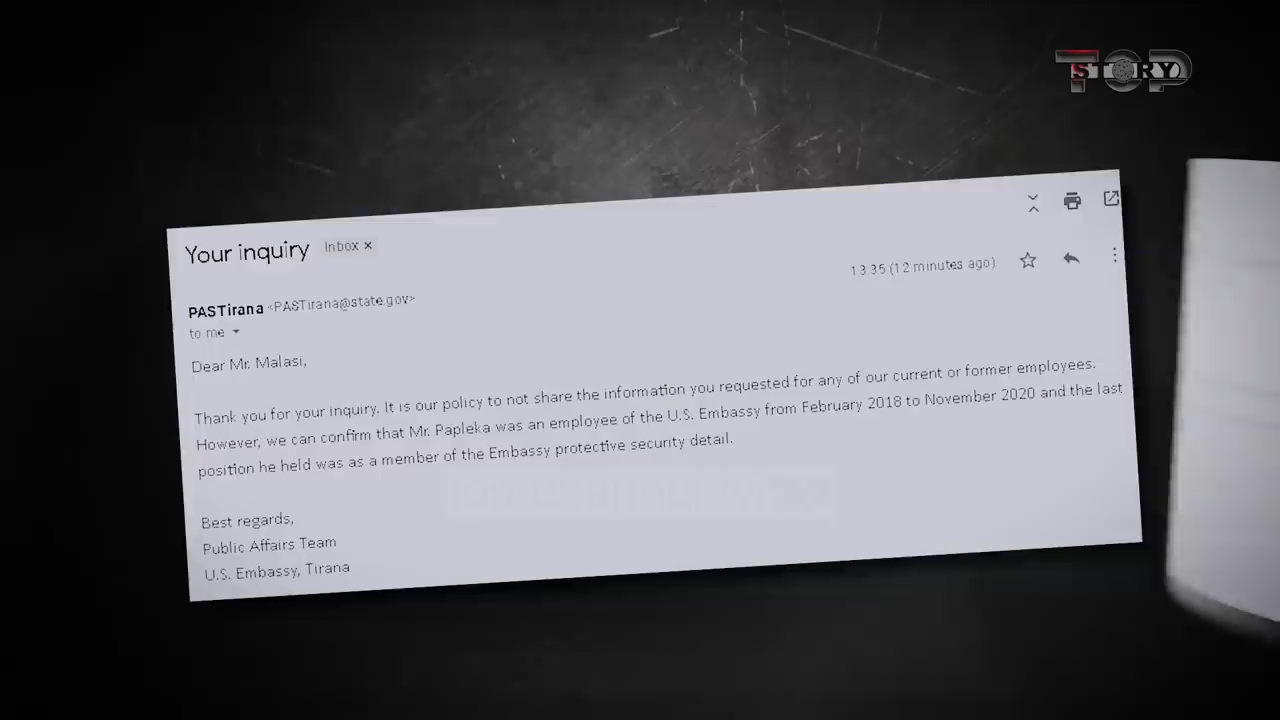 TOP
STORY
Your inquiry Inbox ×
13:35 (12 minutes ago)
PASTirana <PASTirana@state.gov>
to me
Dear Mr. Malasi,
Thank you for your inquiry. It is our policy to not share the information you requested for any of our current or former employees.
However, we can confirm that Mr. Papleka was an employee of the U.S. Embassy from February 2018 to November 2020 and the last
position he held was as a member of the Embassy protective security detail.
Best regards,
Public Affairs Team
U.S. Embassy, Tirana